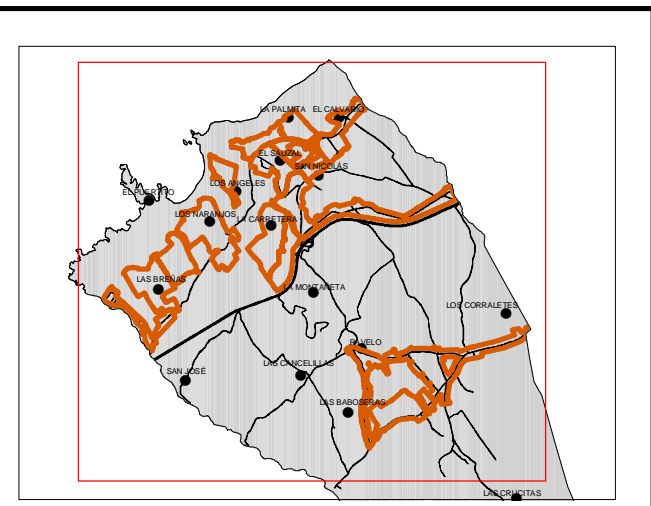 LA PALMITA
EL CALVARIO
EL SAUZAL
SAN NICOLÁS
LOS ANGELES
EL PUERTITO
LOS NARANJOS
LA CARRETERA
LAS BREÑAS
LA MONTAÑETA
LOS CORRALETES
RAVELO
LAS CANCELILLAS
SAN JOSÉ
LAS BABOSERAS
LAS CRUCITAS